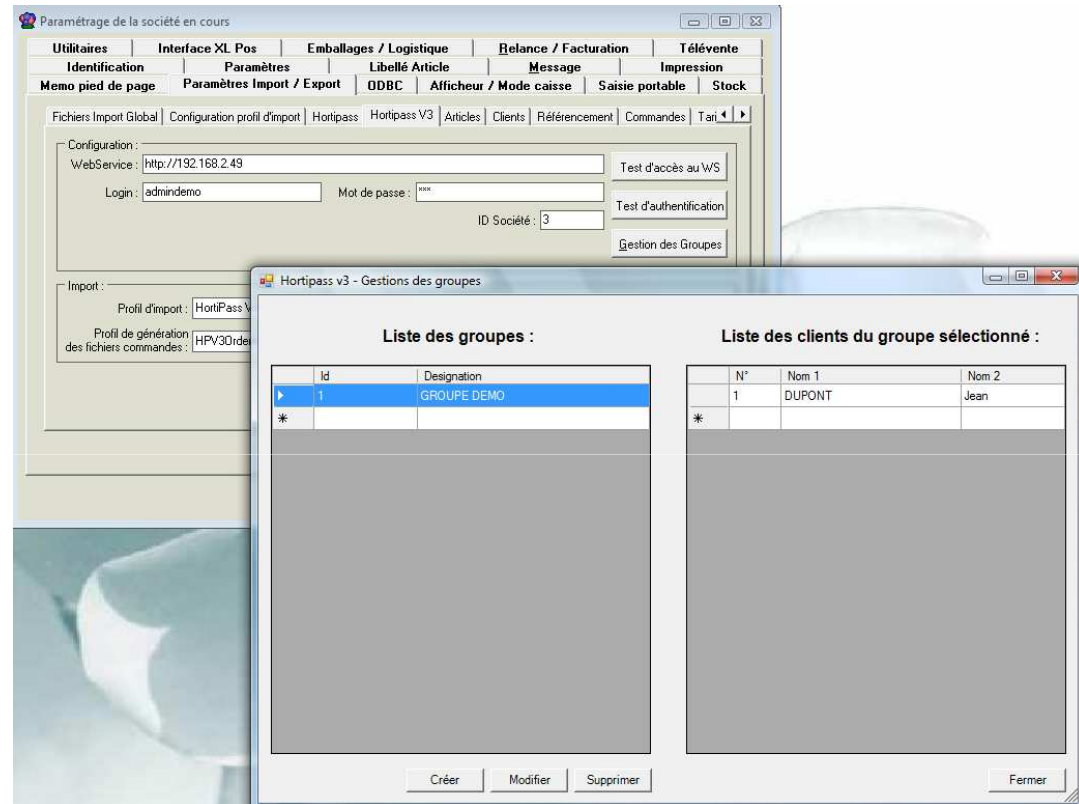 Paramétrage de la société en cours
Utilitaires Interface XL Pos Emballages / Logistique Relance / Facturation Télévente
Identification Paramètres Libellé Article Message Impression
Memo pied de page Paramètres Import / Export ODBC Afficheur / Mode caisse Saisie portable Stock
Fichiers Import Global Configuration profil d'import Hortipass Hortipass V3 Articles Clients Référencement Commandes Tari
Configuration :
WebService : http://192.168.2.49 Test d'accès au WS
Login : admindemo Mot de passe : *** Test d'authentification
ID Société : 3
Gestion des Groupes
Import :
Profil d'import : HortiPass V
Profil de génération
des fichiers commandes : HPV3Order
Hortipass v3 - Gestions des groupes
Liste des groupes : Liste des clients du groupe sélectionné :
Id Designation N° Nom 1 Nom 2
1 GROUPE DEMO 1 DUPONT Jean
Créer Modifier Supprimer Fermer